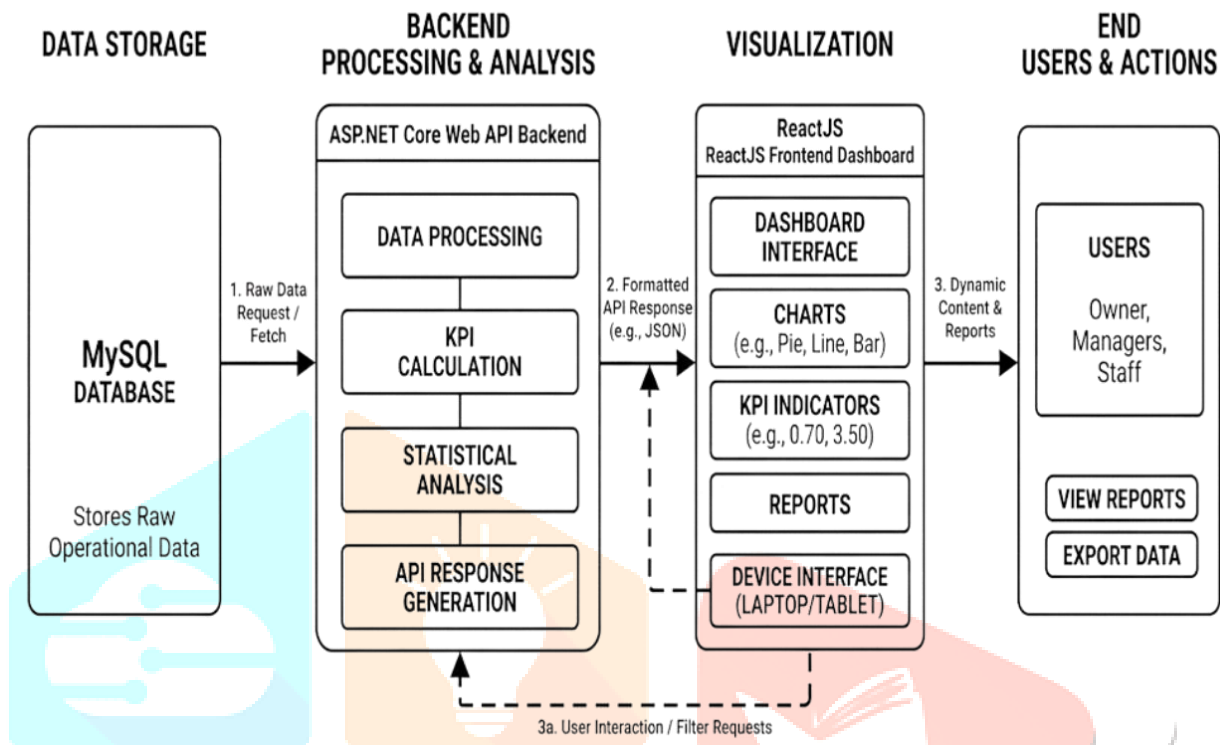 DATA STORAGE
MySQL
DATABASE
Stores Raw
Operational Data
1. Raw Data
Request /
Fetch
BACKEND
PROCESSING & ANALYSIS
ASP.NET Core Web API Backend
DATA PROCESSING
KPI
CALCULATION
STATISTICAL
ANALYSIS
API RESPONSE
GENERATION
2. Formatted
API Response
(e.g., JSON)
VISUALIZATION
ReactJS
ReactJS Frontend Dashboard
DASHBOARD
INTERFACE
CHARTS
(e.g., Pie, Line, Bar)
KPI INDICATORS
(e.g., 0.70, 3.50)
REPORTS
DEVICE INTERFACE
(LAPTOP/TABLET)
3. Dynamic
Content &
Reports
END
USERS & ACTIONS
USERS
Owner,
Managers,
Staff
VIEW REPORTS
EXPORT DATA
3a. User Interaction / Filter Requests